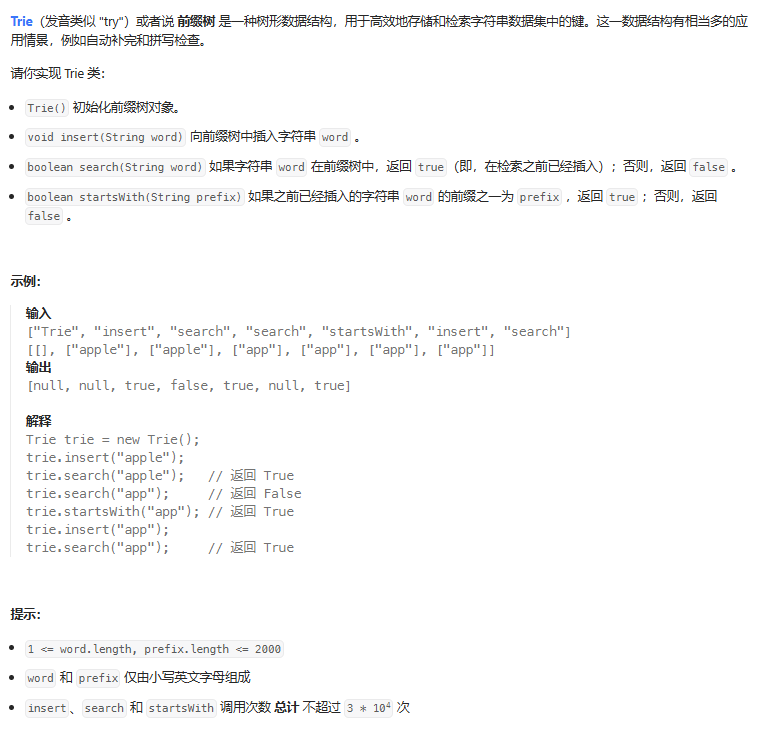 Trie（发音类似 "try"）或者说 前缀树 是一种树形数据结构，用于高效地存储和检索字符串数据集中的键。这一数据结构有相当多的应
用情景，例如自动补完和拼写检查。
请你实现 Trie 类：
• Trie() 初始化前缀树对象。
• void insert(String word) 向前缀树中插入字符串 word 。
• boolean search(String word) 如果字符串 word 在前缀树中，返回 true（即，在检索之前已经插入）；否则，返回 false 。
• boolean startsWith(String prefix) 如果之前已经插入的字符串 word 的前缀之一为 prefix ，返回 true ；否则，返回
false 。
示例：
输入
["Trie", "insert", "search", "search", "startsWith", "insert", "search"]
[[], ["apple"], ["apple"], ["app"], ["app"], ["app"], ["app"]]
输出
[null, null, true, false, true, null, true]
解释
Trie trie = new Trie();
trie.insert("apple");
trie.search("apple");   // 返回 True
trie.search("app");     // 返回 False
trie.startsWith("app"); // 返回 True
trie.insert("app");
trie.search("app");     // 返回 True
提示：
• 1 <= word.length, prefix.length <= 2000
• word 和 prefix 仅由小写英文字母组成
• insert、search 和 startsWith 调用次数 总计 不超过 3 * 10⁴ 次